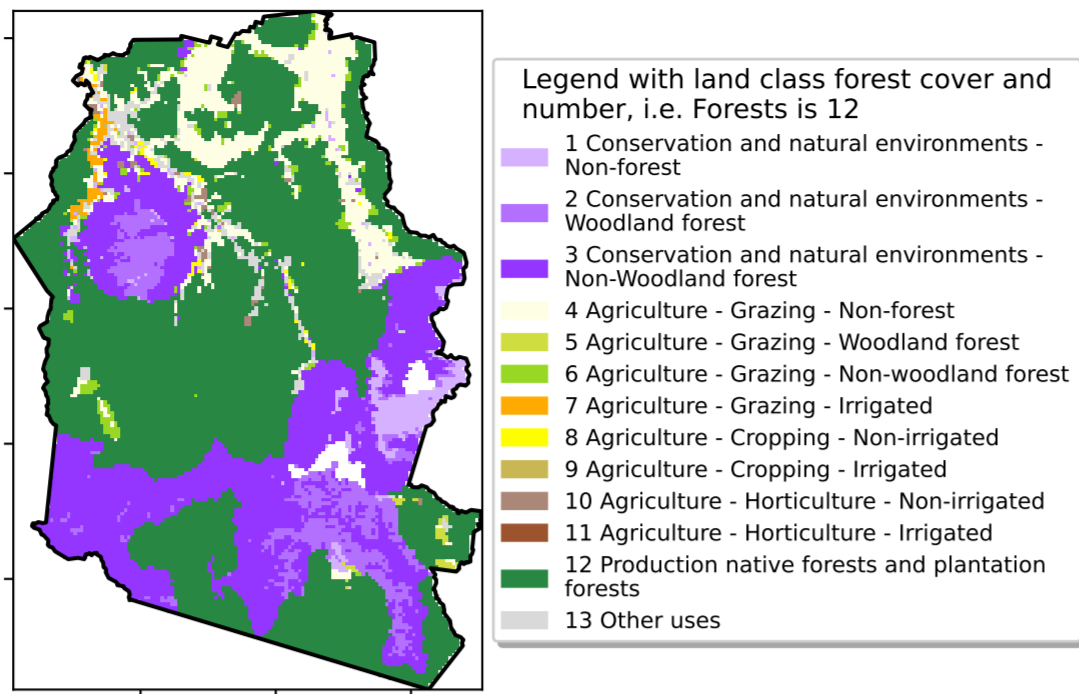 Legend with land class forest cover and
number, i.e. Forests is 12
1 Conservation and natural environments -
Non-forest
2 Conservation and natural environments -
Woodland forest
3 Conservation and natural environments -
Non-Woodland forest
4 Agriculture - Grazing - Non-forest
5 Agriculture - Grazing - Woodland forest
6 Agriculture - Grazing - Non-woodland forest
7 Agriculture - Grazing - Irrigated
8 Agriculture - Cropping - Non-irrigated
9 Agriculture - Cropping - Irrigated
10 Agriculture - Horticulture - Non-irrigated
11 Agriculture - Horticulture - Irrigated
12 Production native forests and plantation
forests
13 Other uses